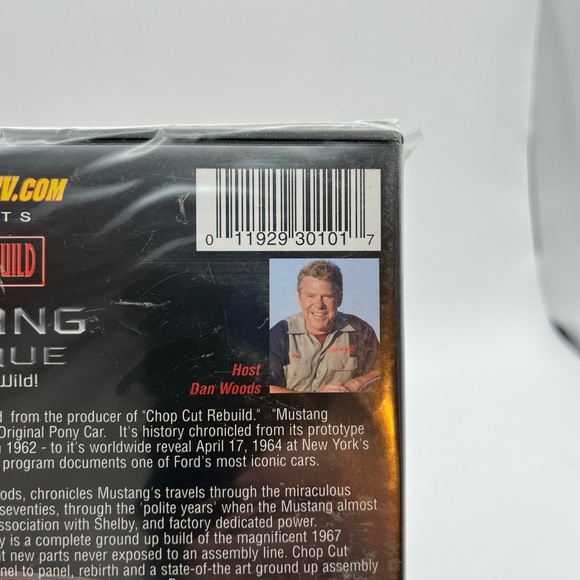 V.COM
TS
0 11929 30101 7
UILD
ANG
QUE
Wild!
Host
Dan Woods
d from the producer of "Chop Cut Rebuild." "Mustang
Original Pony Car. It's history chronicled from its prototype
1962 - to it's worldwide reveal April 17, 1964 at New York's
program documents one of Ford's most iconic cars.
oods, chronicles Mustang's travels through the miraculous
seventies, through the 'polite years' when the Mustang almost
association with Shelby, and factory dedicated power.
y is a complete ground up build of the magnificent 1967
nt new parts never exposed to an assembly line. Chop Cut
nel to panel, rebirth and a state-of-the art ground up assembly